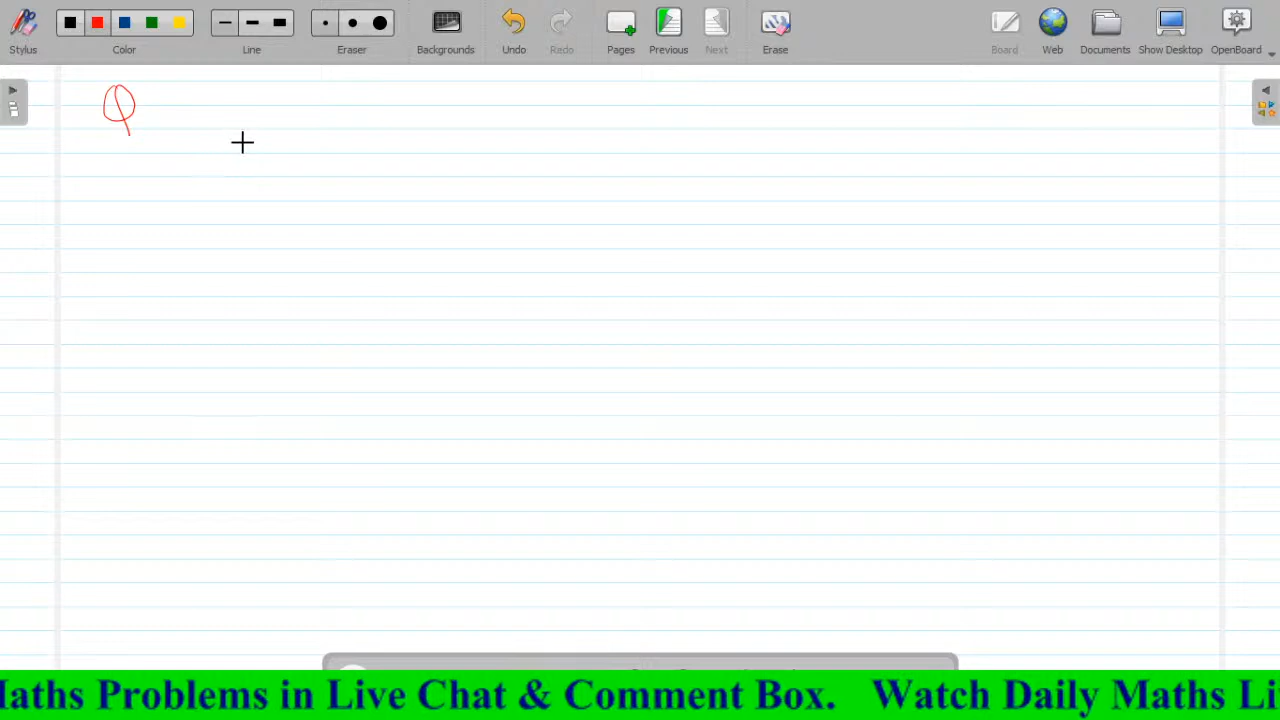 Stylus Color Line Eraser Backgrounds Undo Redo Pages Previous Next Erase Board Web Documents Show Desktop OpenBoard
Q
Maths Problems in Live Chat & Comment Box. Watch Daily Maths Li